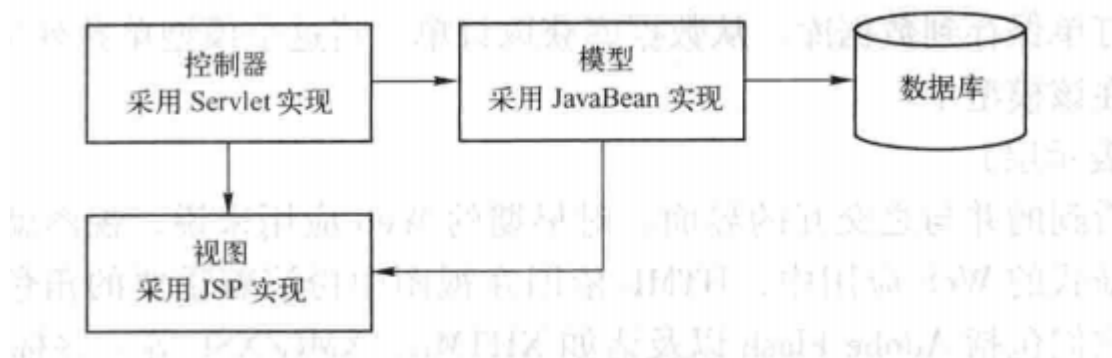 控制器
采用 Servlet 实现
模型
采用 JavaBean 实现
数据库
视图
采用 JSP 实现